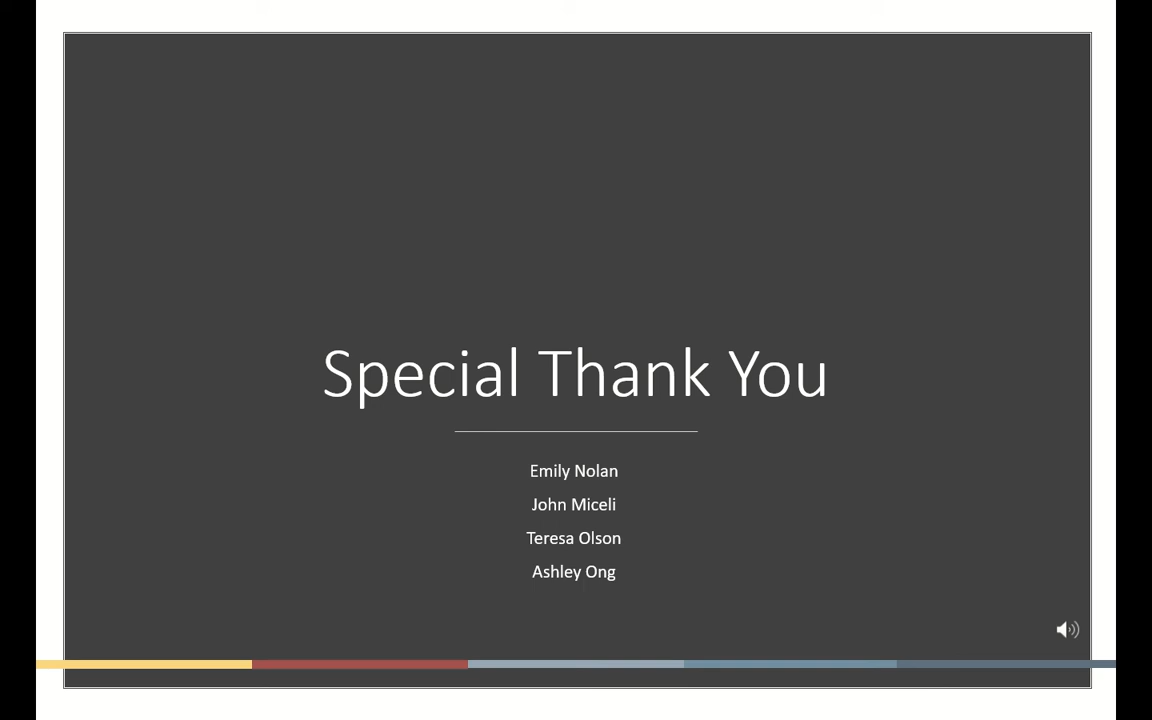 Special Thank You
Emily Nolan
John Miceli
Teresa Olson
Ashley Ong